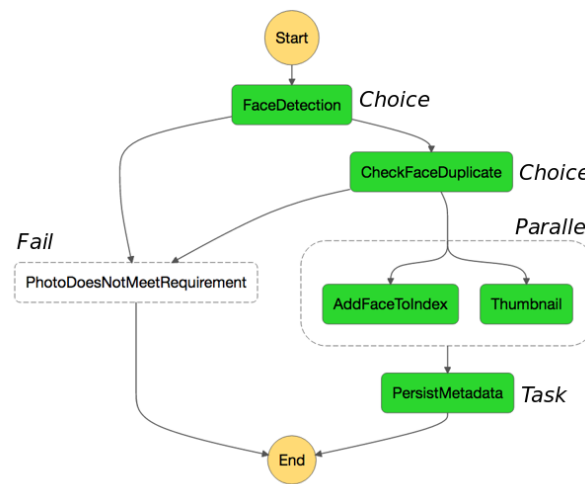 Start
FaceDetection
Choice
CheckFaceDuplicate
Choice
Paralle
Fail
PhotoDoesNotMeetRequirement
AddFaceToIndex
Thumbnail
PersistMetadata
Task
End